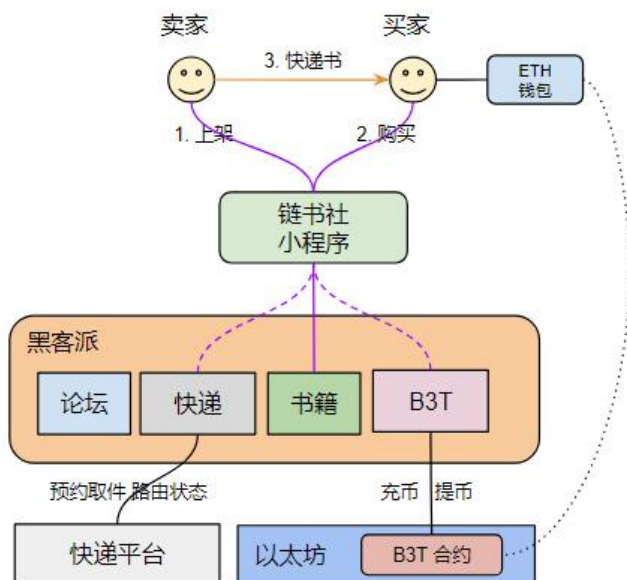 卖家
买家
3. 快递书
ETH
钱包
1. 上架
2. 购买
链书社
小程序
黑客派
论坛
快递
书籍
B3T
预约取件 路由状态
充币
提币
快递平台
以太坊
B3T 合约